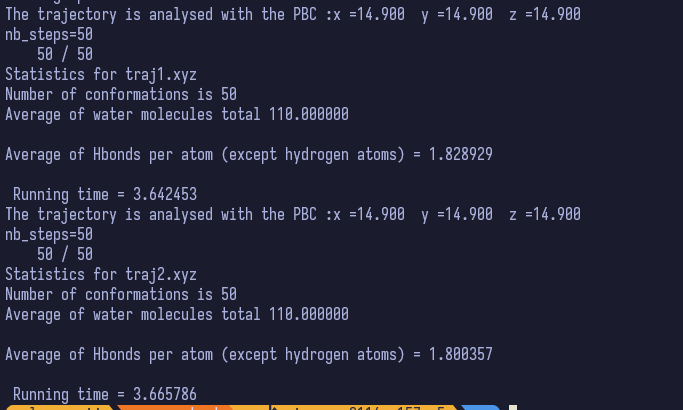 The trajectory is analysed with the PBC :x =14.900  y =14.900  z =14.900
nb_steps=50
    50 / 50
Statistics for traj1.xyz
Number of conformations is 50
Average of water molecules total 110.000000
Average of Hbonds per atom (except hydrogen atoms) = 1.828929
 Running time = 3.642453
The trajectory is analysed with the PBC :x =14.900  y =14.900  z =14.900
nb_steps=50
    50 / 50
Statistics for traj2.xyz
Number of conformations is 50
Average of water molecules total 110.000000
Average of Hbonds per atom (except hydrogen atoms) = 1.800357
 Running time = 3.665786